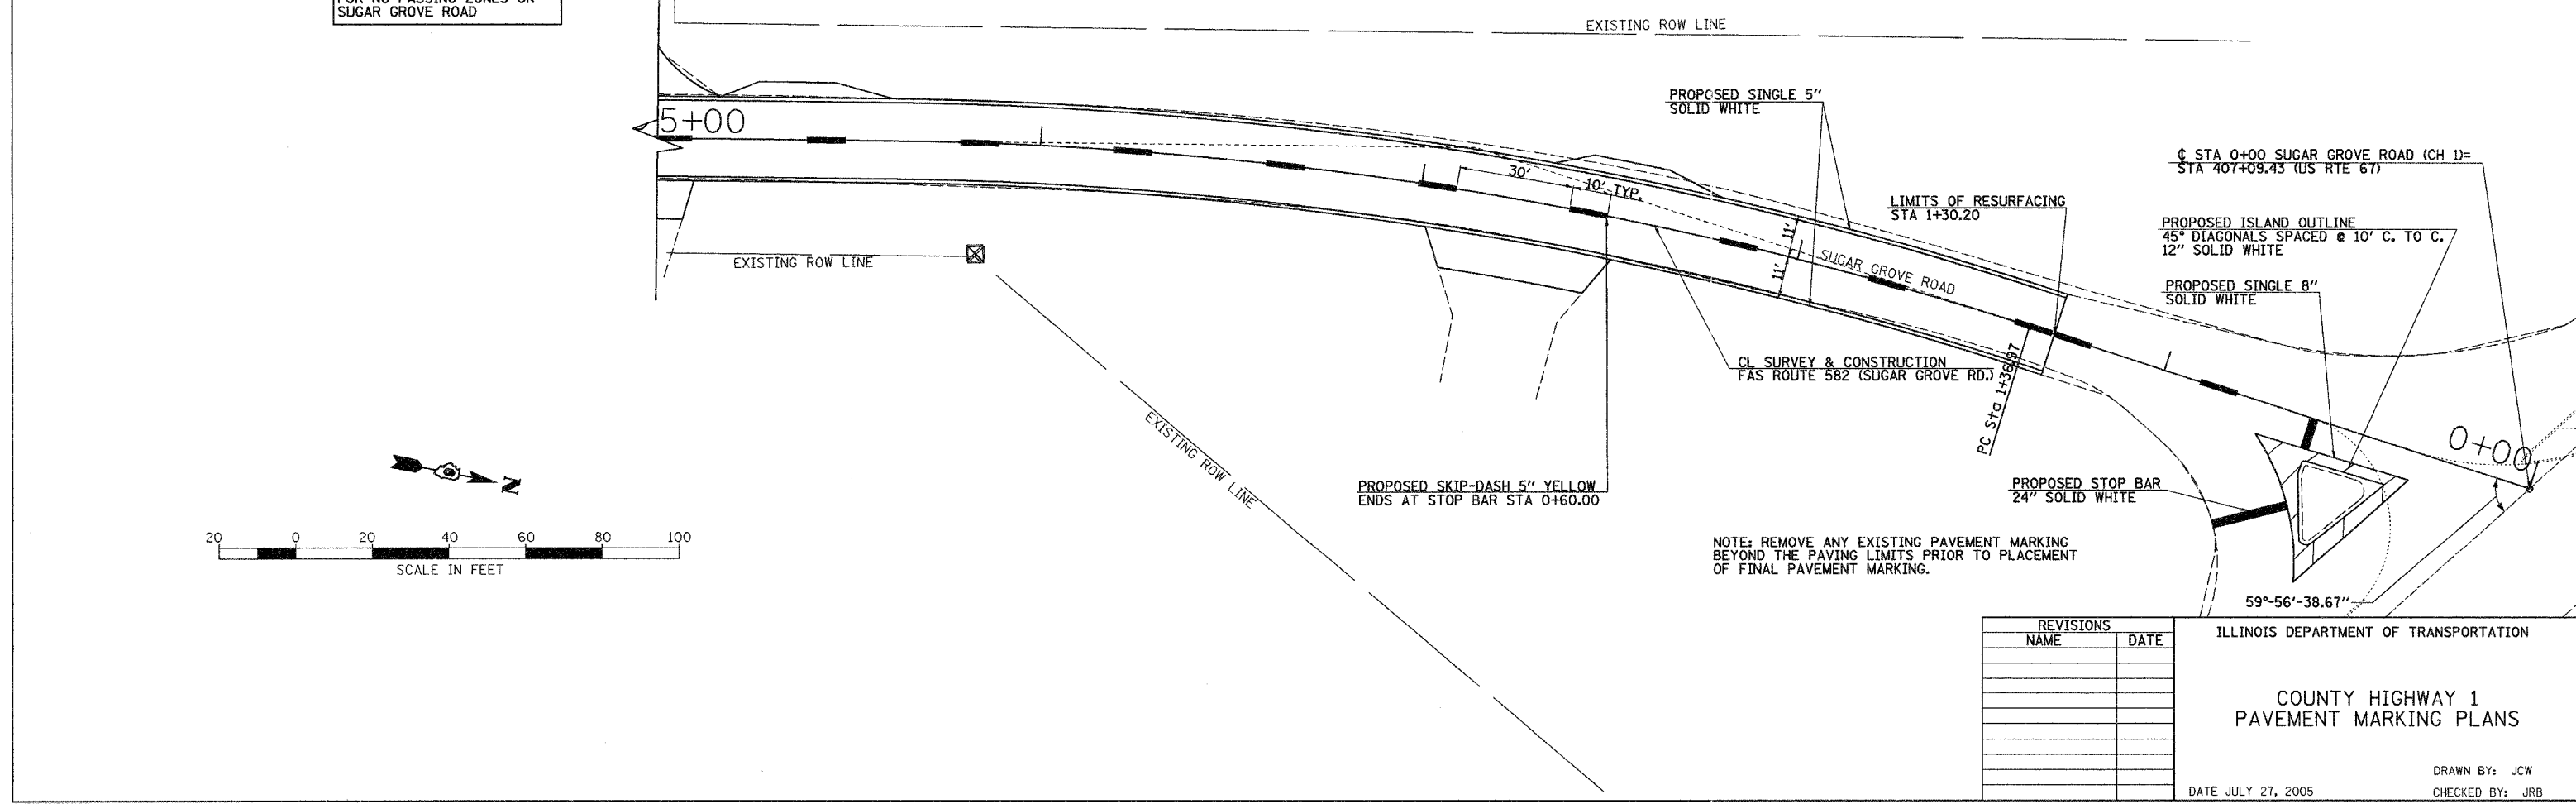 SUGAR GROVE ROAD
EXISTING ROW LINE
5+00
PROPOSED SINGLE 5"
SOLID WHITE
℄ STA 0+00 SUGAR GROVE ROAD (CH 1)=
STA 407+09.43 (US RTE 67)
30'
10' TYP.
LIMITS OF RESURFACING
STA 1+30.20
PROPOSED ISLAND OUTLINE
45° DIAGONALS SPACED @ 10' C. TO C.
12" SOLID WHITE
11'
11'
SUGAR GROVE ROAD
EXISTING ROW LINE
PROPOSED SINGLE 8"
SOLID WHITE
CL SURVEY & CONSTRUCTION
FAS ROUTE 582 (SUGAR GROVE RD.)
PC Sta 1+36.97
EXISTING ROW LINE
0+00
N
PROPOSED SKIP-DASH 5" YELLOW
ENDS AT STOP BAR STA 0+60.00
PROPOSED STOP BAR
24" SOLID WHITE
20 0 20 40 60 80 100
SCALE IN FEET
NOTE: REMOVE ANY EXISTING PAVEMENT MARKING
BEYOND THE PAVING LIMITS PRIOR TO PLACEMENT
OF FINAL PAVEMENT MARKING.
59°-56'-38.67"
REVISIONS
NAME DATE
ILLINOIS DEPARTMENT OF TRANSPORTATION
COUNTY HIGHWAY 1
PAVEMENT MARKING PLANS
DRAWN BY: JCW
DATE JULY 27, 2005
CHECKED BY: JRB